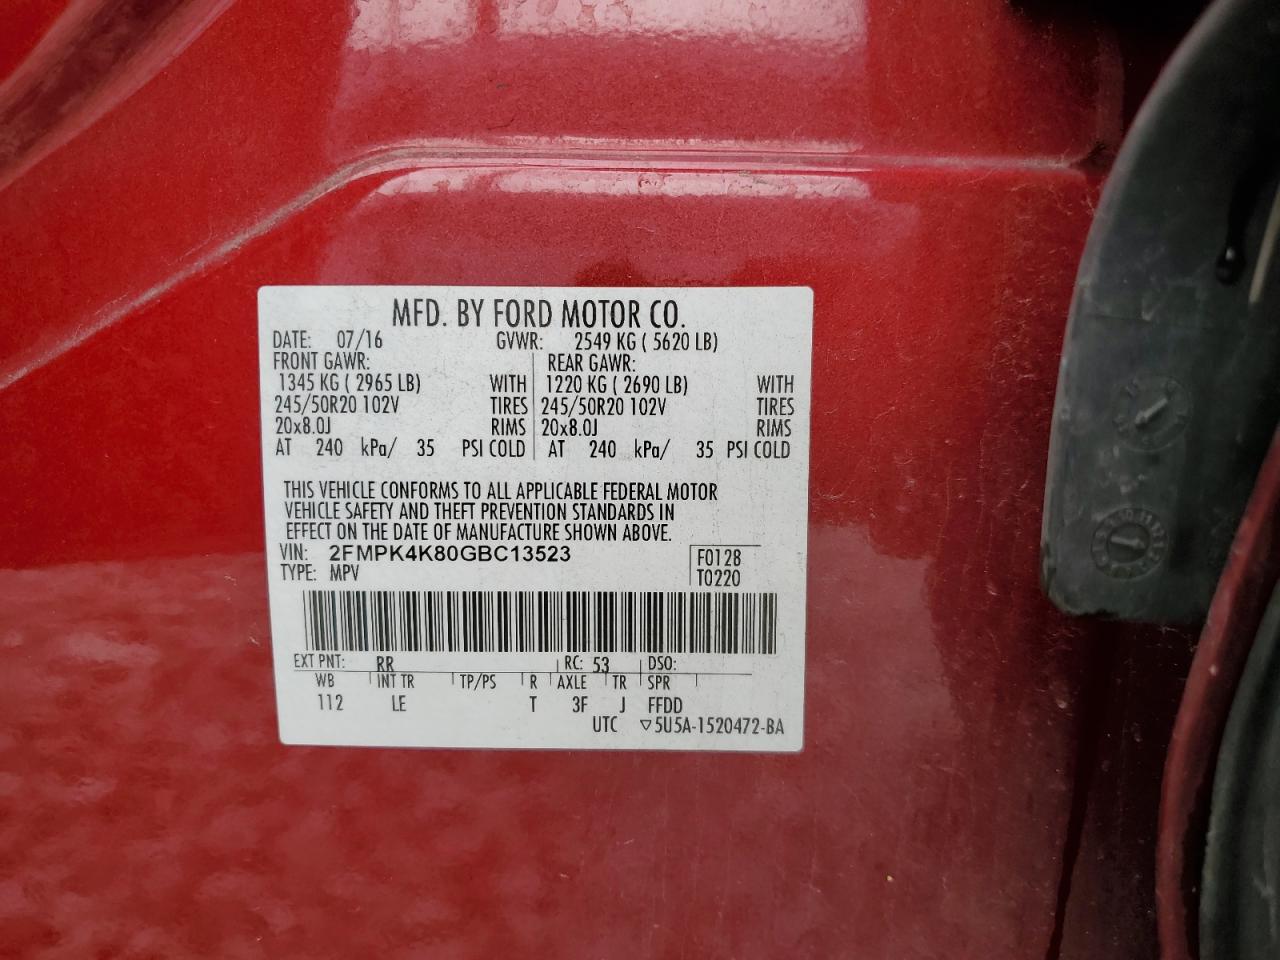 MFD. BY FORD MOTOR CO.
DATE: 07/16 GVWR: 2549 KG ( 5620 LB)
FRONT GAWR: REAR GAWR:
1345 KG ( 2965 LB) WITH 1220 KG ( 2690 LB) WITH
245/50R20 102V TIRES 245/50R20 102V TIRES
20x8.0J RIMS 20x8.0J RIMS
AT 240 kPa/ 35 PSI COLD AT 240 kPa/ 35 PSI COLD
THIS VEHICLE CONFORMS TO ALL APPLICABLE FEDERAL MOTOR
VEHICLE SAFETY AND THEFT PREVENTION STANDARDS IN
EFFECT ON THE DATE OF MANUFACTURE SHOWN ABOVE.
VIN: 2FMPK4K80GBC13523 F0128
TYPE: MPV T0220
EXT PNT: RR RC: 53 DSO:
WB INT TR TP/PS R AXLE TR SPR
112 LE T 3F J FFDD
UTC ▽5U5A-1520472-BA